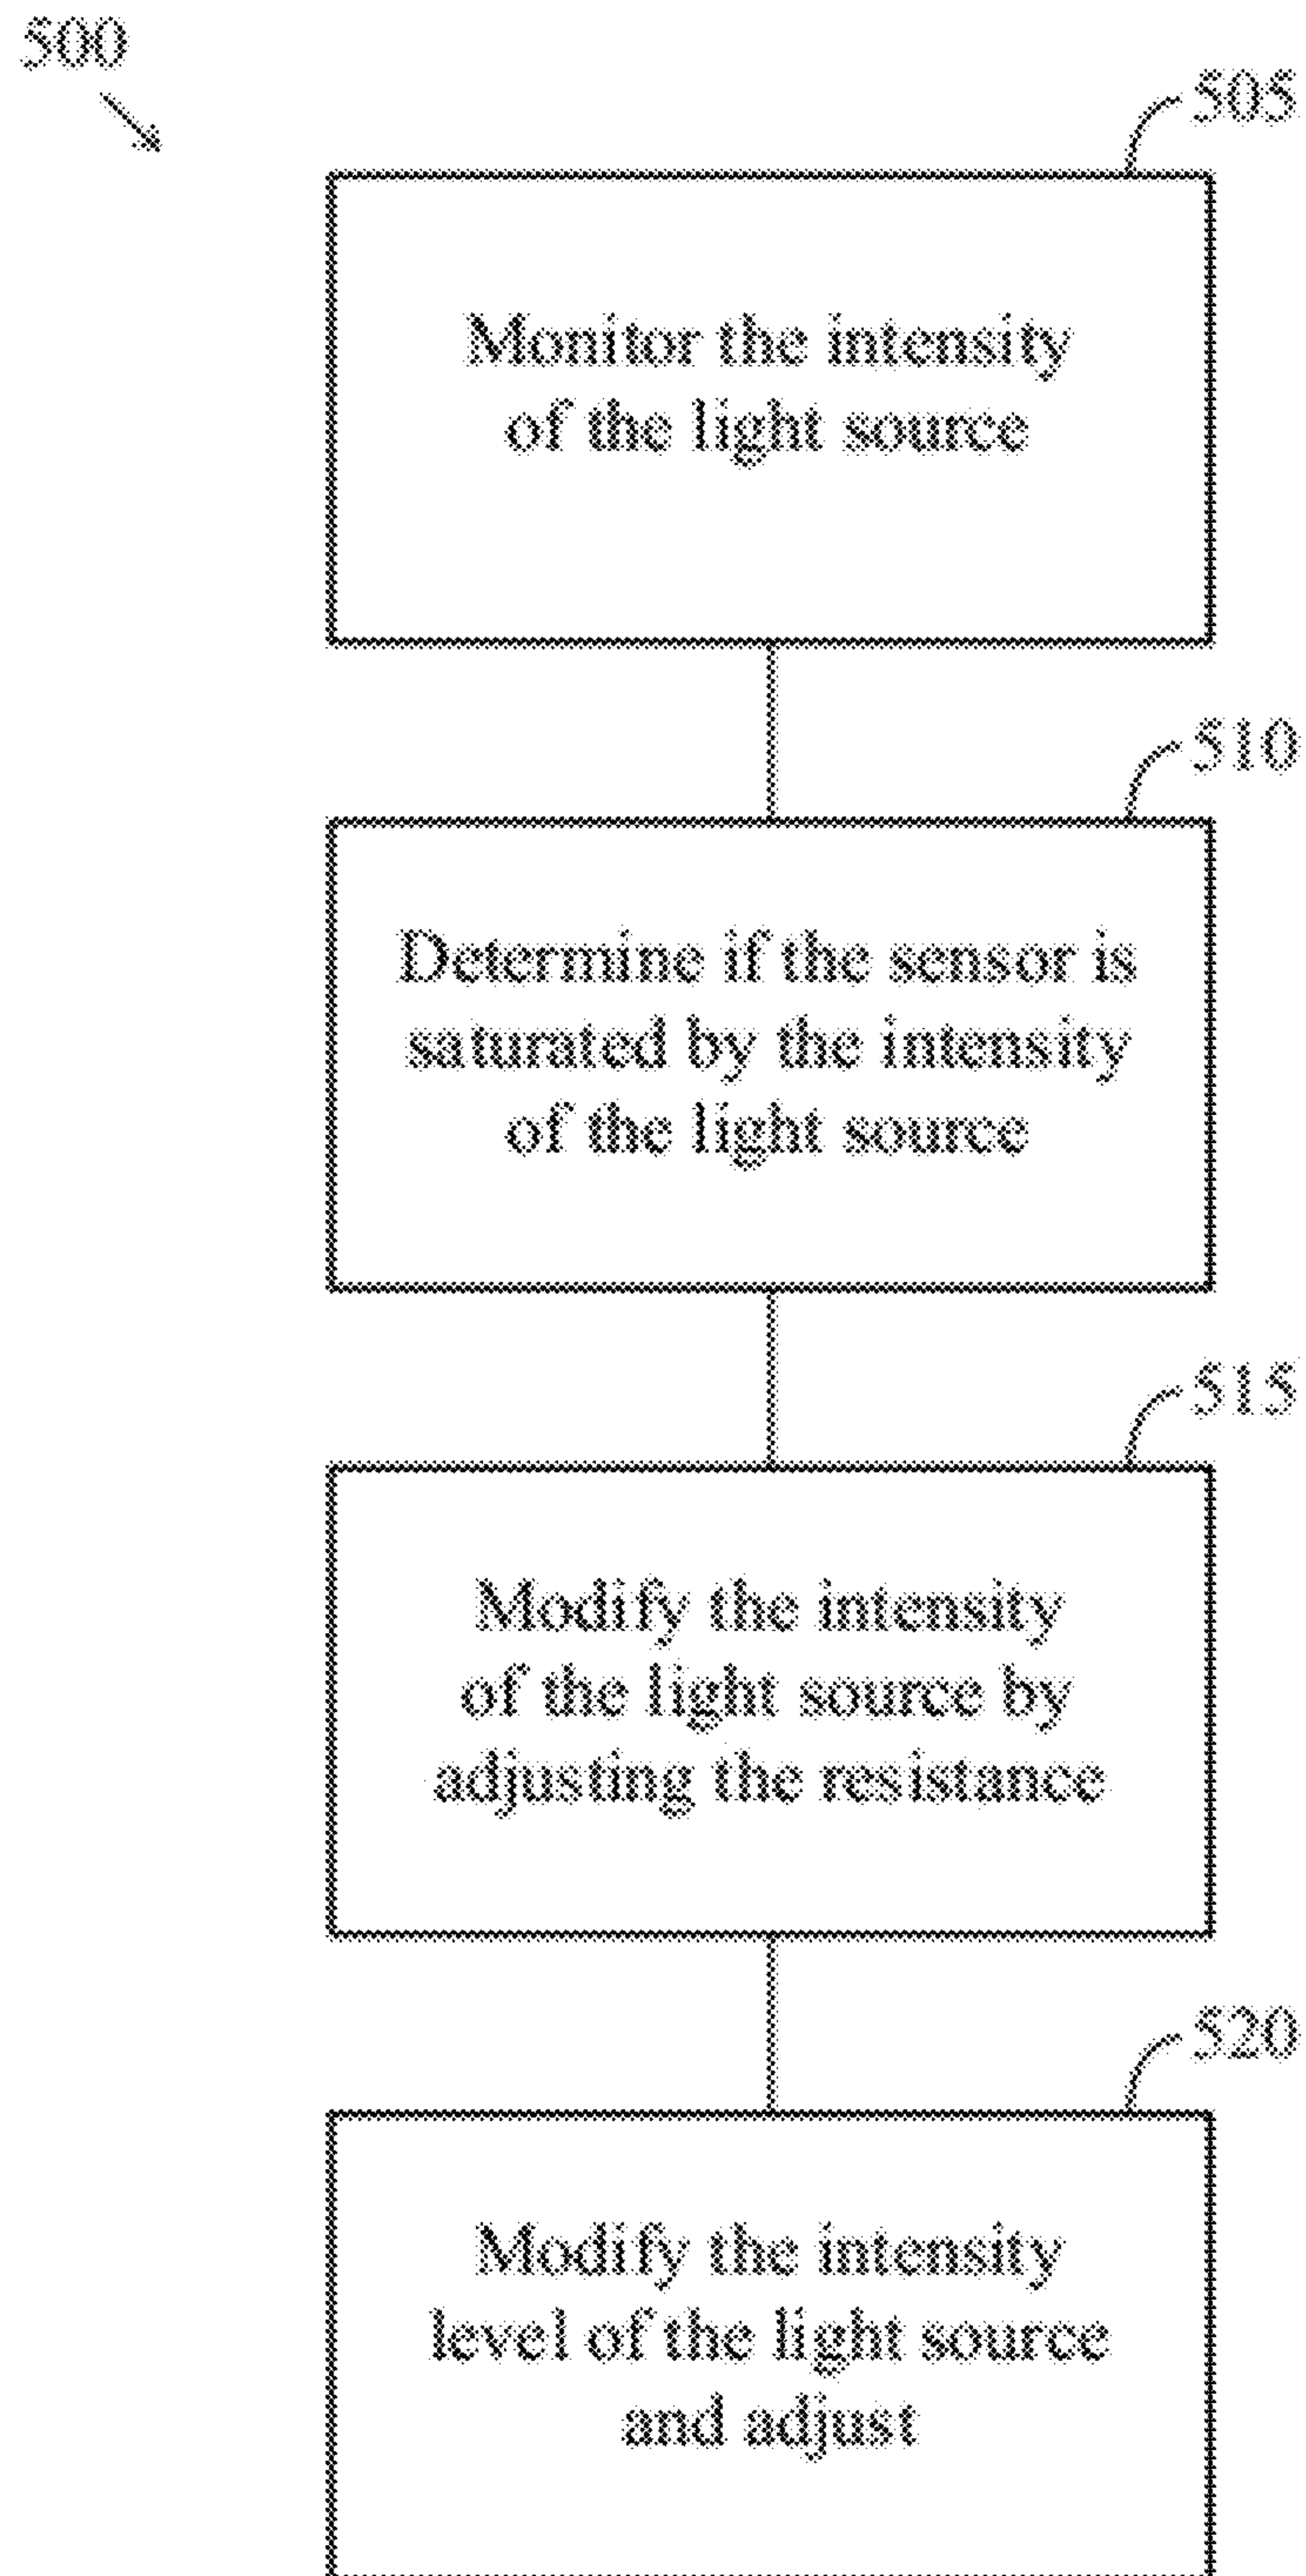 500
505
Monitor the intensity
of the light source
510
Determine if the sensor is
saturated by the intensity
of the light source
515
Modify the intensity
of the light source by
adjusting the resistance
520
Modify the intensity
level of the light source
and adjust